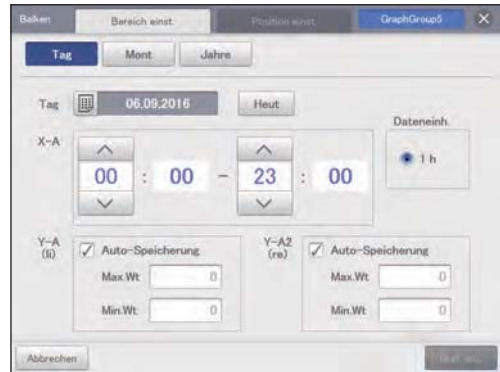 Balken Bereich einst. Position einst. GraphGroup5 ×
Tag Mont Jahre
Tag 06.09.2016 Heut
Dateneinh.
X-A 00 : 00 - 23 : 00 1 h
Y-A (li) Auto-Speicherung Y-A2 (re) Auto-Speicherung
Max.Wt 0 Max.Wt 0
Min.Wt 0 Min.Wt 0
Abbrechen